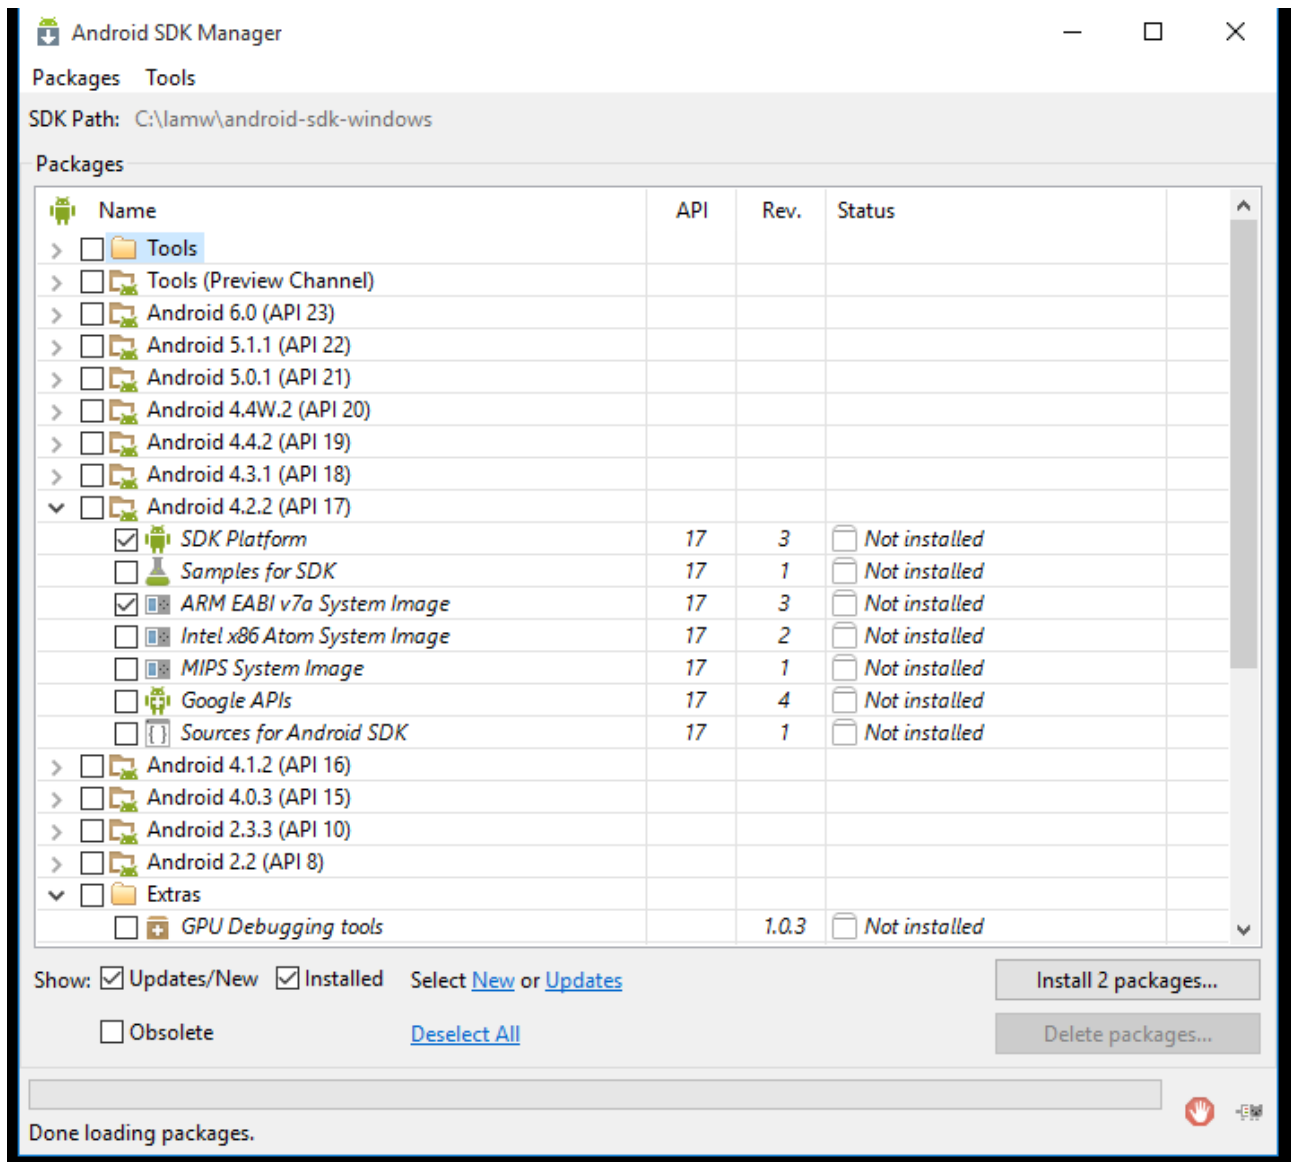 Android SDK Manager
Packages Tools
SDK Path: C:\lamw\android-sdk-windows
Packages
Name API Rev. Status
Tools
Tools (Preview Channel)
Android 6.0 (API 23)
Android 5.1.1 (API 22)
Android 5.0.1 (API 21)
Android 4.4W.2 (API 20)
Android 4.4.2 (API 19)
Android 4.3.1 (API 18)
Android 4.2.2 (API 17)
SDK Platform 17 3 Not installed
Samples for SDK 17 1 Not installed
ARM EABI v7a System Image 17 3 Not installed
Intel x86 Atom System Image 17 2 Not installed
MIPS System Image 17 1 Not installed
Google APIs 17 4 Not installed
Sources for Android SDK 17 1 Not installed
Android 4.1.2 (API 16)
Android 4.0.3 (API 15)
Android 2.3.3 (API 10)
Android 2.2 (API 8)
Extras
GPU Debugging tools 1.0.3 Not installed
Show: Updates/New Installed Select New or Updates Install 2 packages...
Obsolete Deselect All Delete packages...
Done loading packages.